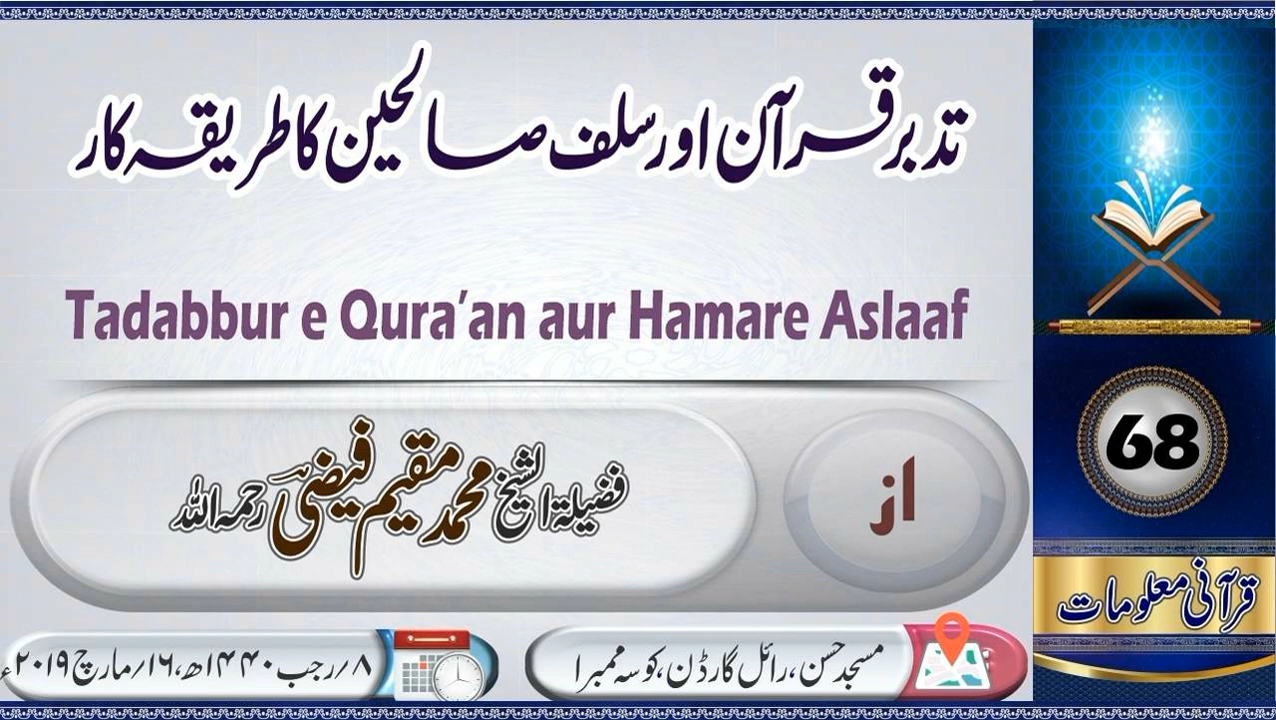 تدبر قرآن اور سلف صالحین کا طریقہ کار
Tadabbur e Qura'an aur Hamare Aslaaf
از
فضیلۃ الشیخ محمد مقیم فیضی رحمہ اللہ
68
قرآنی معلومات
مسجد حسن، رائل گارڈن، کوسہ ممبرا
۸/رجب ۱۴۴۰ھ، ۱۶/مارچ ۲۰۱۹ء